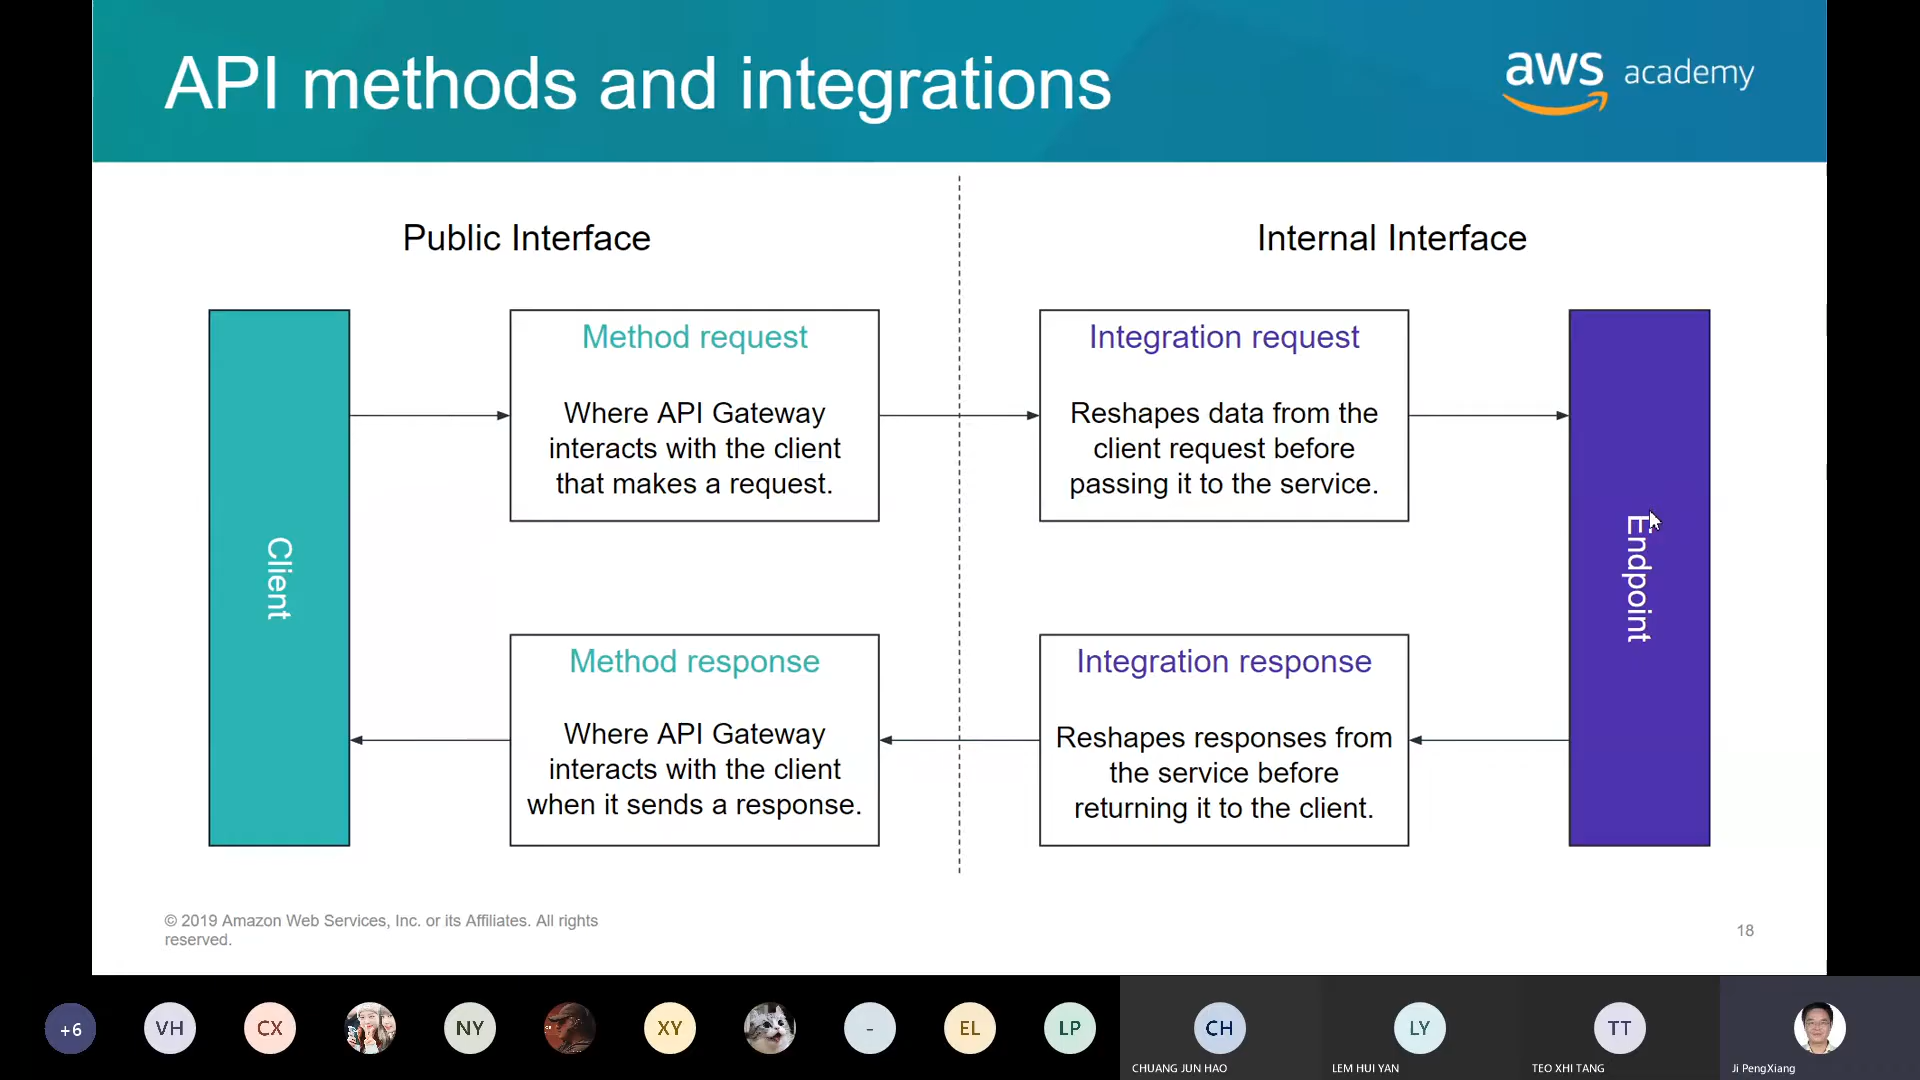 API methods and integrations
aws academy
Public Interface
Internal Interface
Client
Method request
Where API Gateway
interacts with the client
that makes a request.
Integration request
Reshapes data from the
client request before
passing it to the service.
Endpoint
Method response
Where API Gateway
interacts with the client
when it sends a response.
Integration response
Reshapes responses from
the service before
returning it to the client.
© 2019 Amazon Web Services, Inc. or its Affiliates. All rights
reserved.
18
+6
VH
CX
NY
XY
-
EL
LP
CH
LY
TT
CHUANG JUN HAO
LEM HUI YAN
TEO XHI TANG
Ji PengXiang